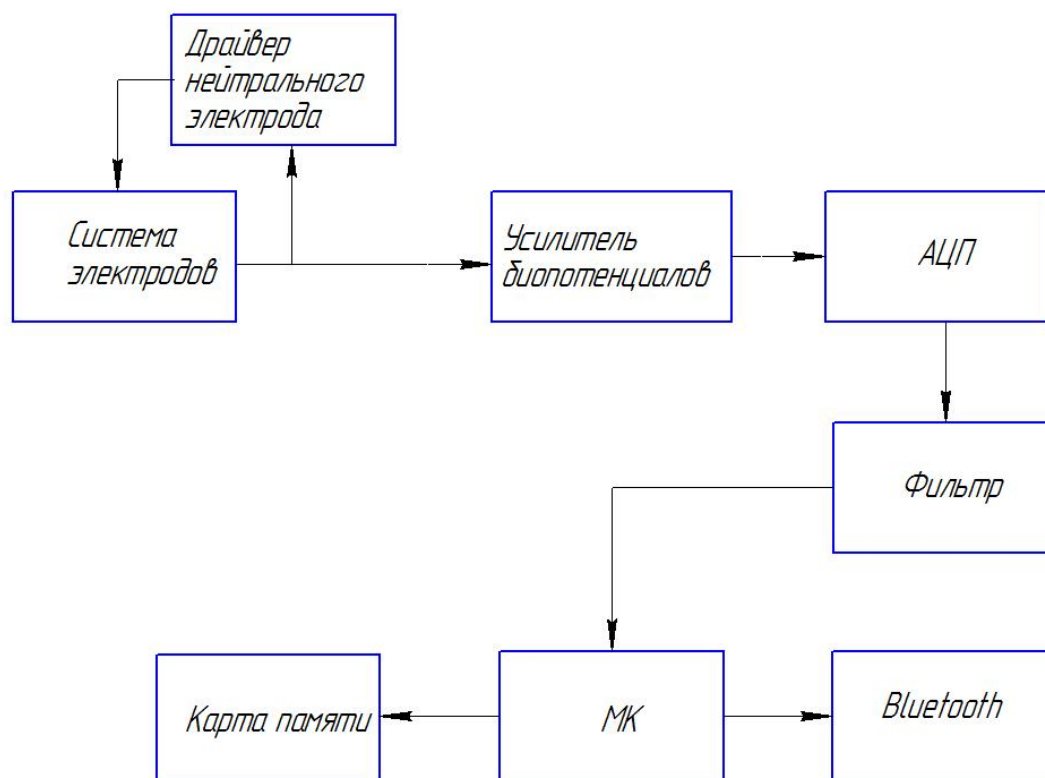 Драйвер
нейтрального
электрода
Система
электродов
Усилитель
биопотенциалов
АЦП
Фильтр
Карта памяти
МК
Bluetooth